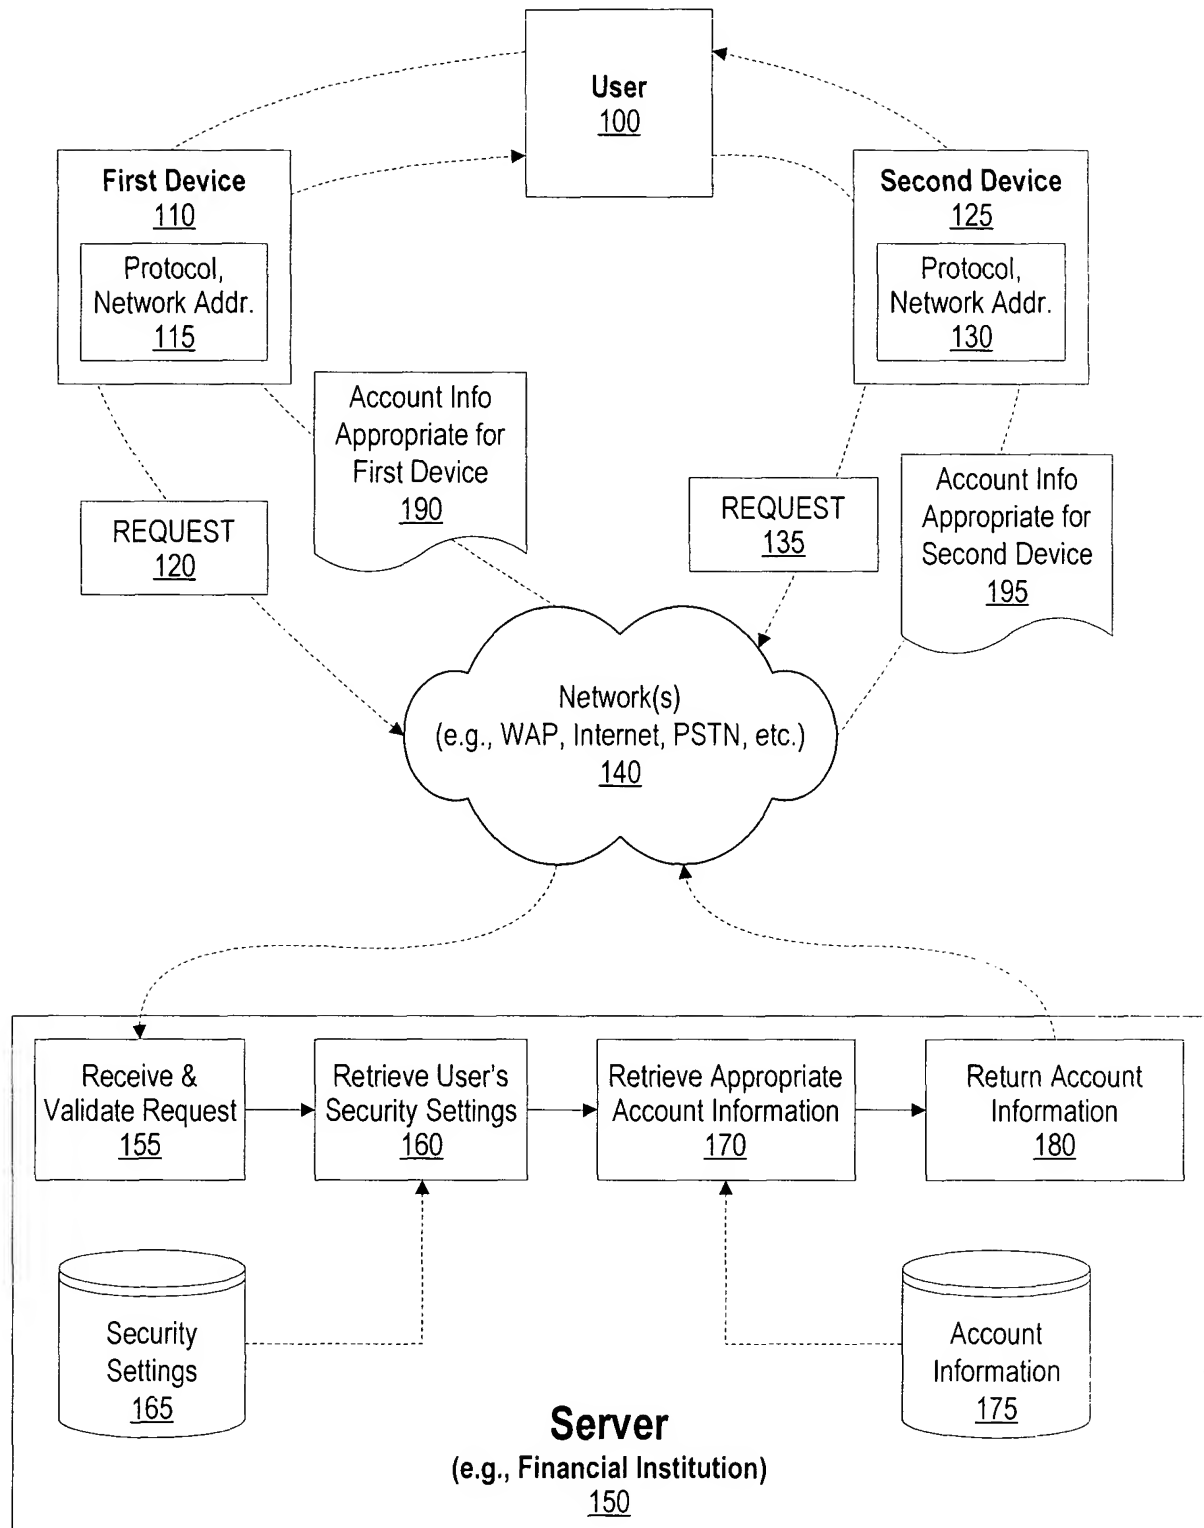 User
100
First Device
110
Protocol,
Network Addr.
115
Second Device
125
Protocol,
Network Addr.
130
Account Info
Appropriate for
First Device
190
REQUEST
120
REQUEST
135
Account Info
Appropriate for
Second Device
195
Network(s)
(e.g., WAP, Internet, PSTN, etc.)
140
Receive &
Validate Request
155
Retrieve User's
Security Settings
160
Retrieve Appropriate
Account Information
170
Return Account
Information
180
Security
Settings
165
Account
Information
175
Server
(e.g., Financial Institution)
150